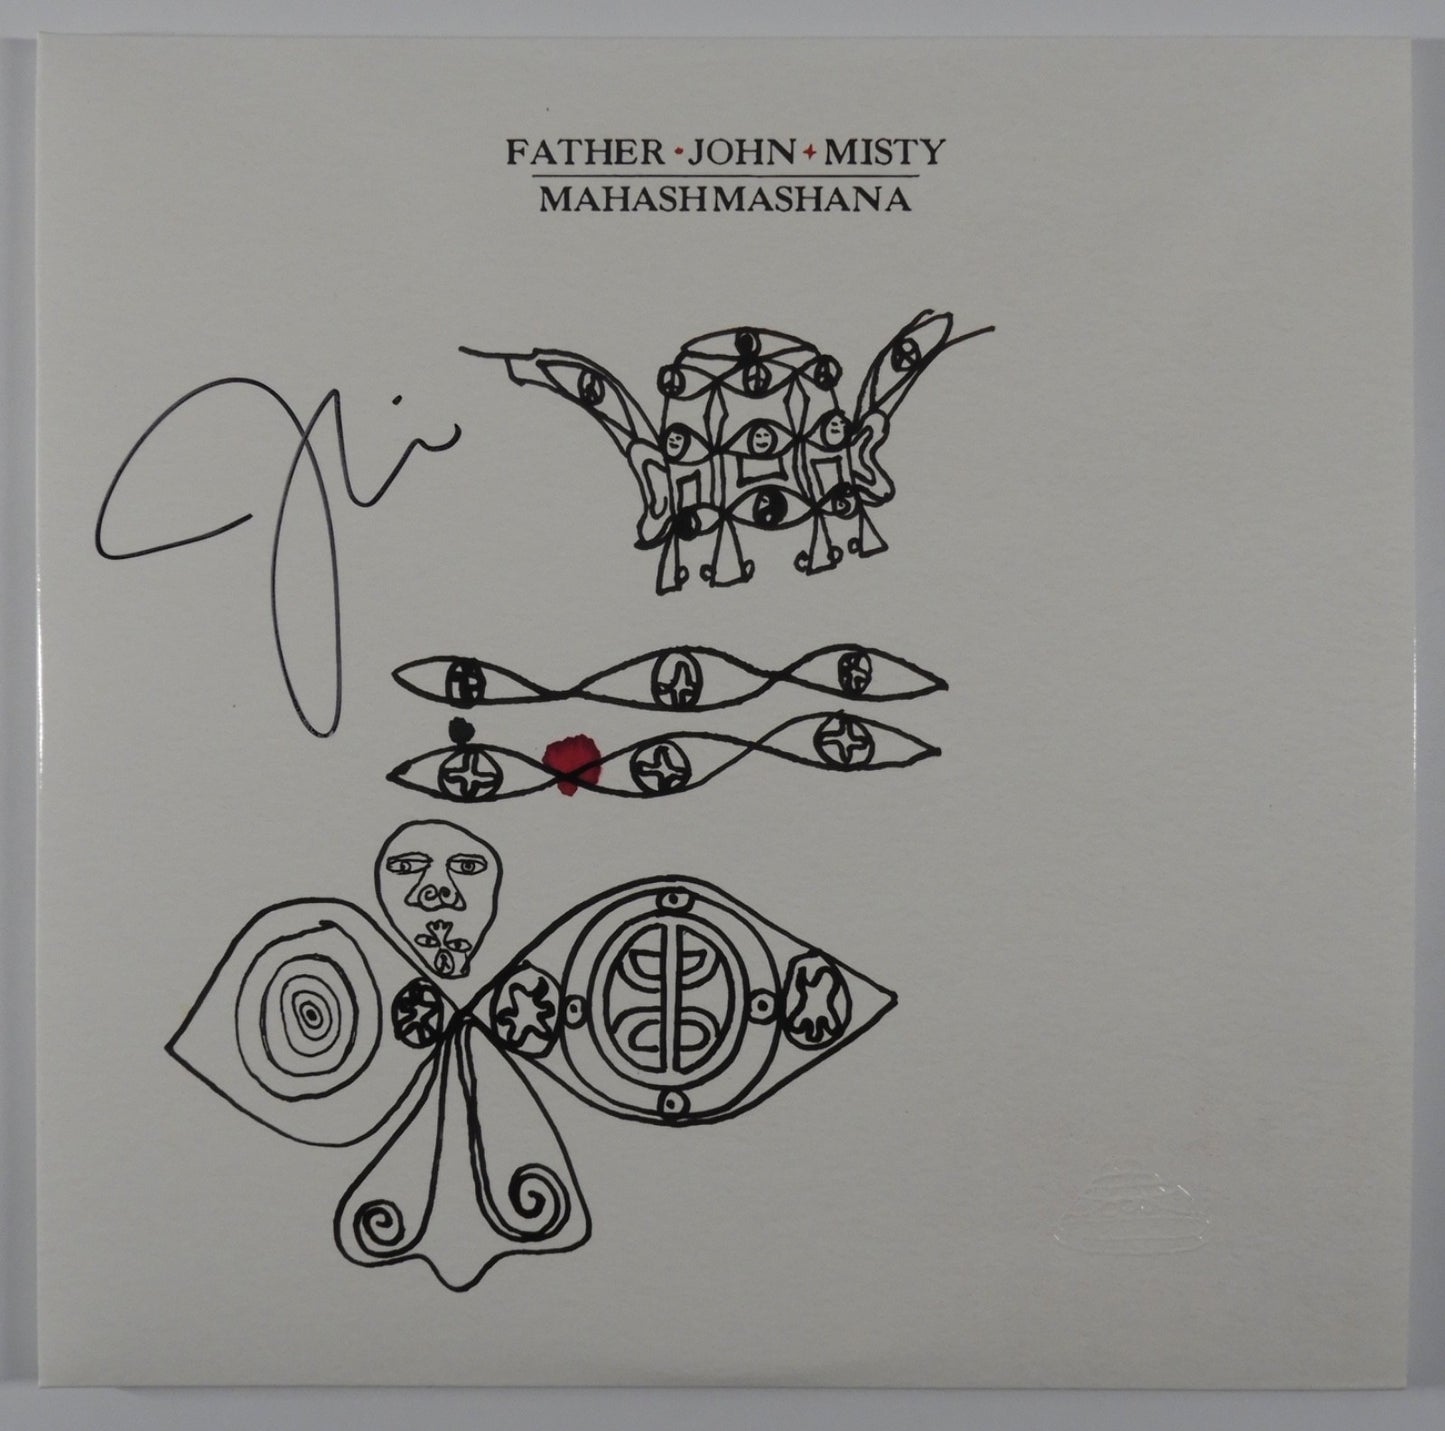 FATHER · JOHN + MISTY
MAHASHMASHANA